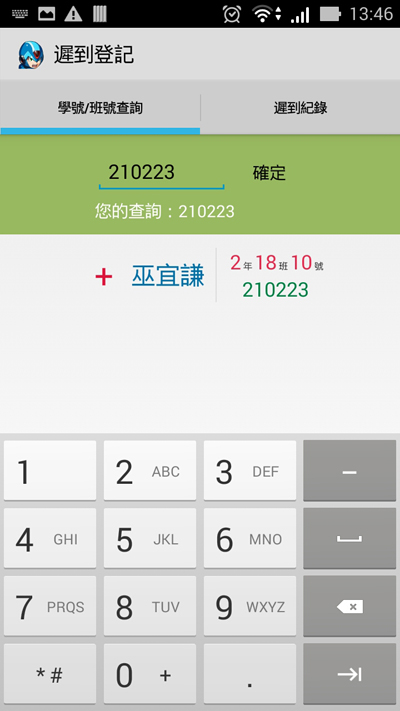 13:46
遲到登記
學號/班號查詢 遲到紀錄
210223 確定
您的查詢：210223
+ 巫宜謙 2年18班10號
210223
1 2 ABC 3 DEF –
4 GHI 5 JKL 6 MNO
7 PRQS 8 TUV 9 WXYZ
* # 0 + .